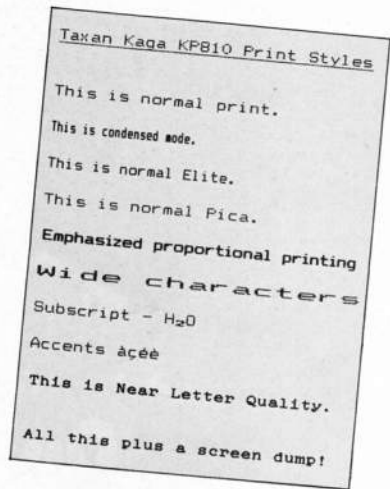 Taxan Kaga KP810 Print Styles
This is normal print.
This is condensed mode.
This is normal Elite.
This is normal Pica.
Emphasized proportional printing
Wide characters
Subscript - H₂O
Accents àçéè
This is Near Letter Quality.
All this plus a screen dump!